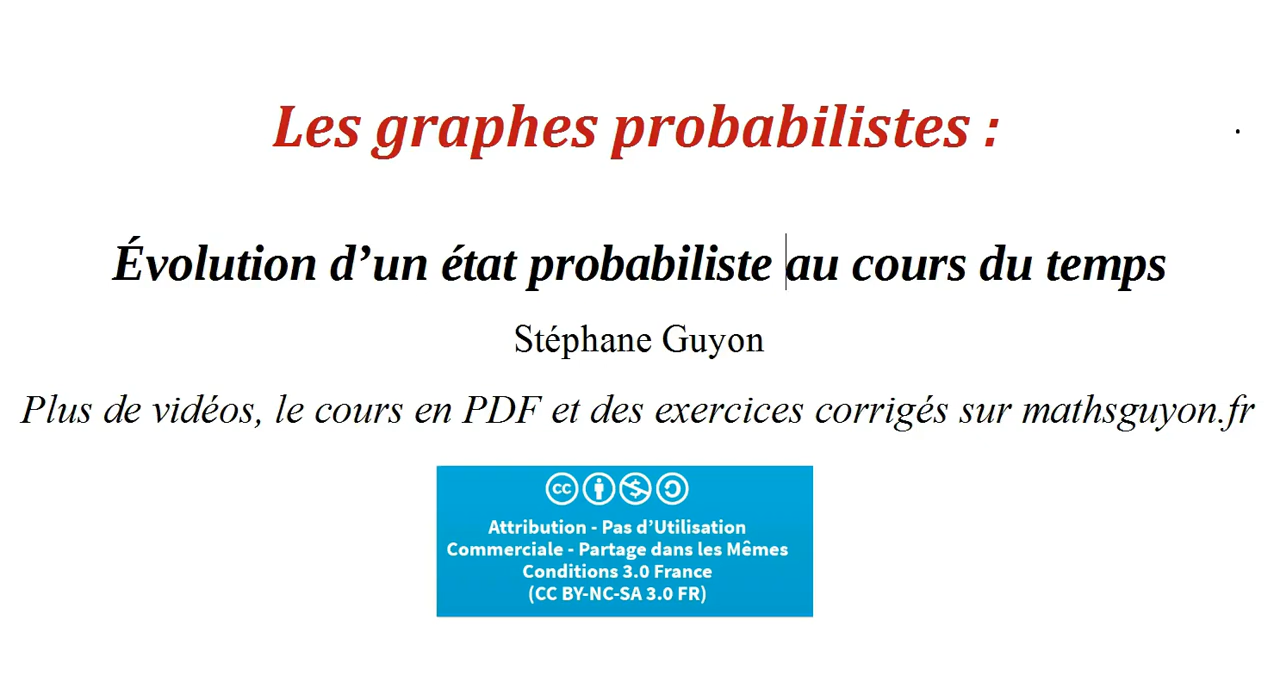 Les graphes probabilistes :
Évolution d’un état probabiliste au cours du temps
Stéphane Guyon
Plus de vidéos, le cours en PDF et des exercices corrigés sur mathsguyon.fr
cc
Attribution - Pas d’Utilisation
Commerciale - Partage dans les Mêmes
Conditions 3.0 France
(CC BY-NC-SA 3.0 FR)